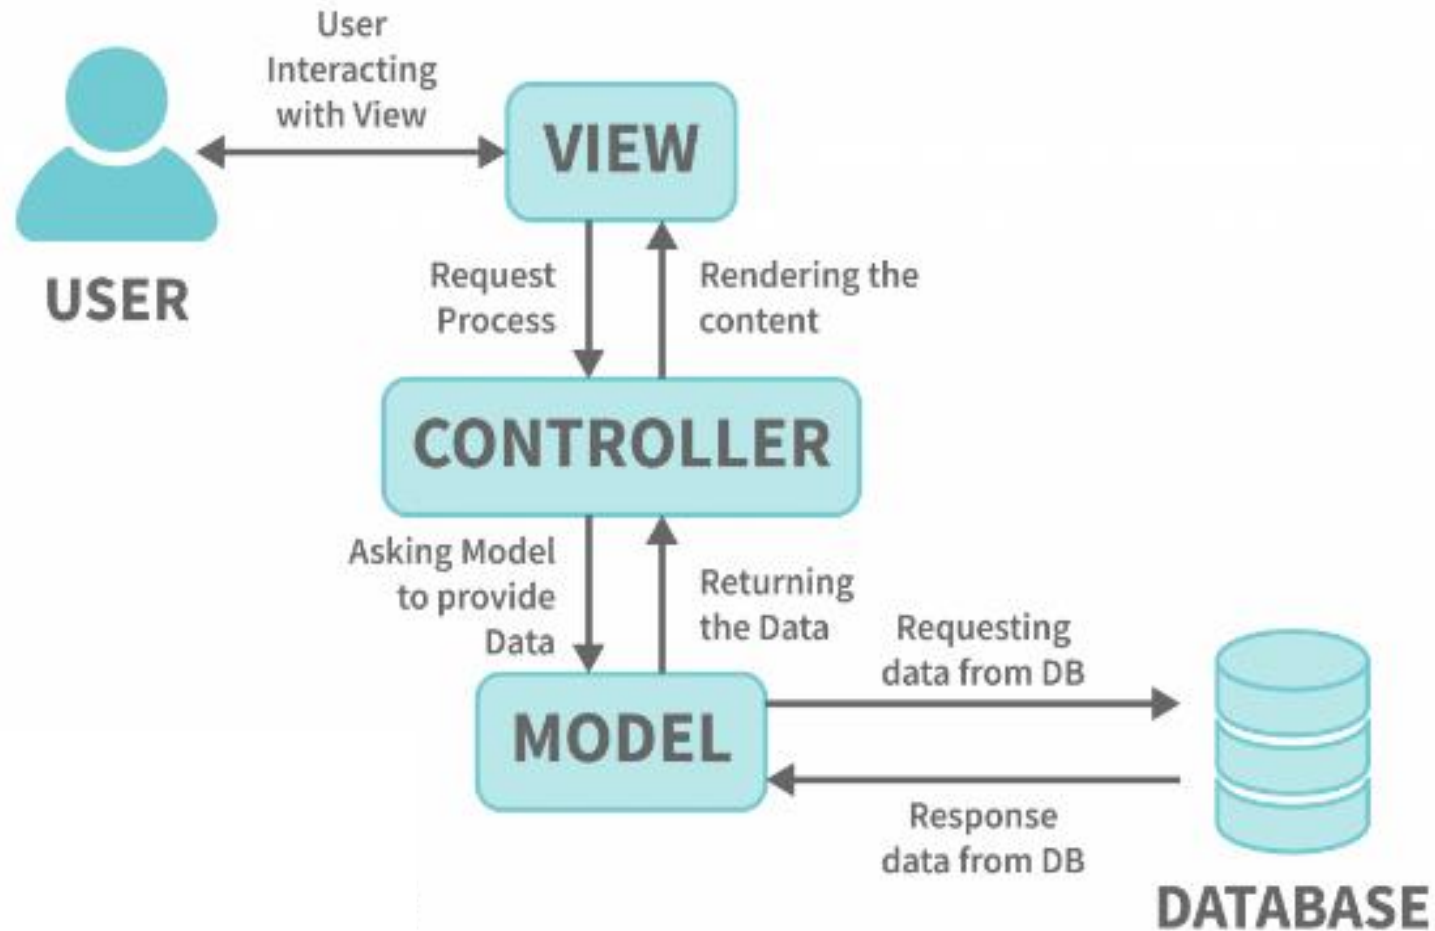 User
Interacting
with View
VIEW
USER
Request
Process
Rendering the
content
CONTROLLER
Asking Model
to provide
Data
Returning
the Data
Requesting
data from DB
MODEL
Response
data from DB
DATABASE